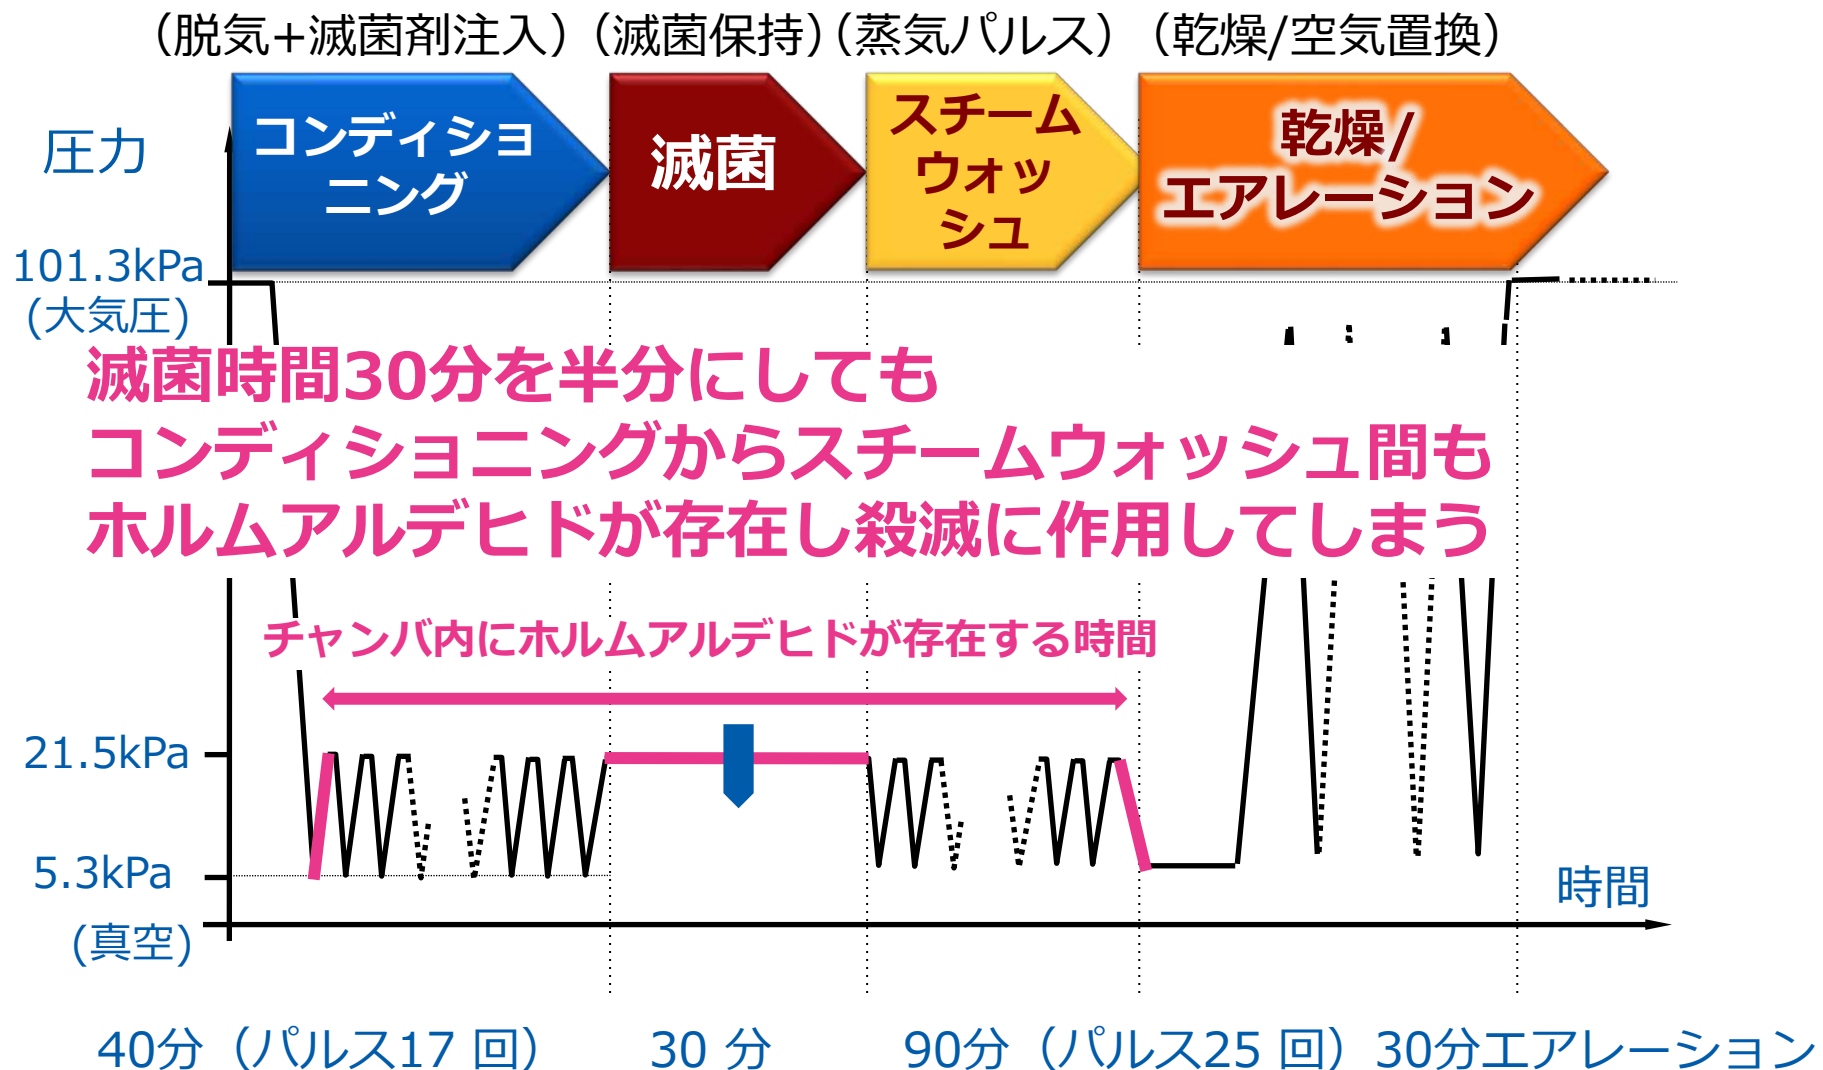 （脱気+滅菌剤注入）（滅菌保持）（蒸気パルス）（乾燥/空気置換）
コンディショ
ニング
滅菌
スチーム
ウォッ
シュ
乾燥/
エアレーション
圧力
101.3kPa
(大気圧)
滅菌時間30分を半分にしても
コンディショニングからスチームウォッシュ間も
ホルムアルデヒドが存在し殺滅に作用してしまう
チャンバ内にホルムアルデヒドが存在する時間
21.5kPa
5.3kPa
(真空)
時間
40分（パルス17 回） 30 分 90分（パルス25 回）30分エアレーション